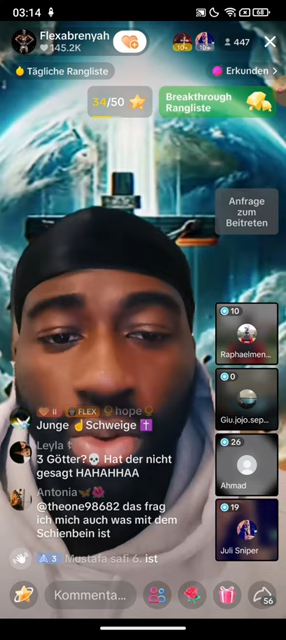 03:14
68
Flexabrenyah
145.2K
10+
10+
447
Tägliche Rangliste
Erkunden >
34/50
Breakthrough
Rangliste
Anfrage
zum
Beitreten
10
Raphaelmen...
0
Giu.jojo.sep...
26
Ahmad
19
Juli Sniper
II FLEX hope
Junge ☝️Schweige ✝️
Leyla
3 Götter?💀 Hat der nicht
gesagt HAHAHHAA
Antonia🦋🌺
@theone98682 das frag
ich mich auch was mit dem
Schienbein ist
3 Mustafa safi 6. ist
Kommenta...
56